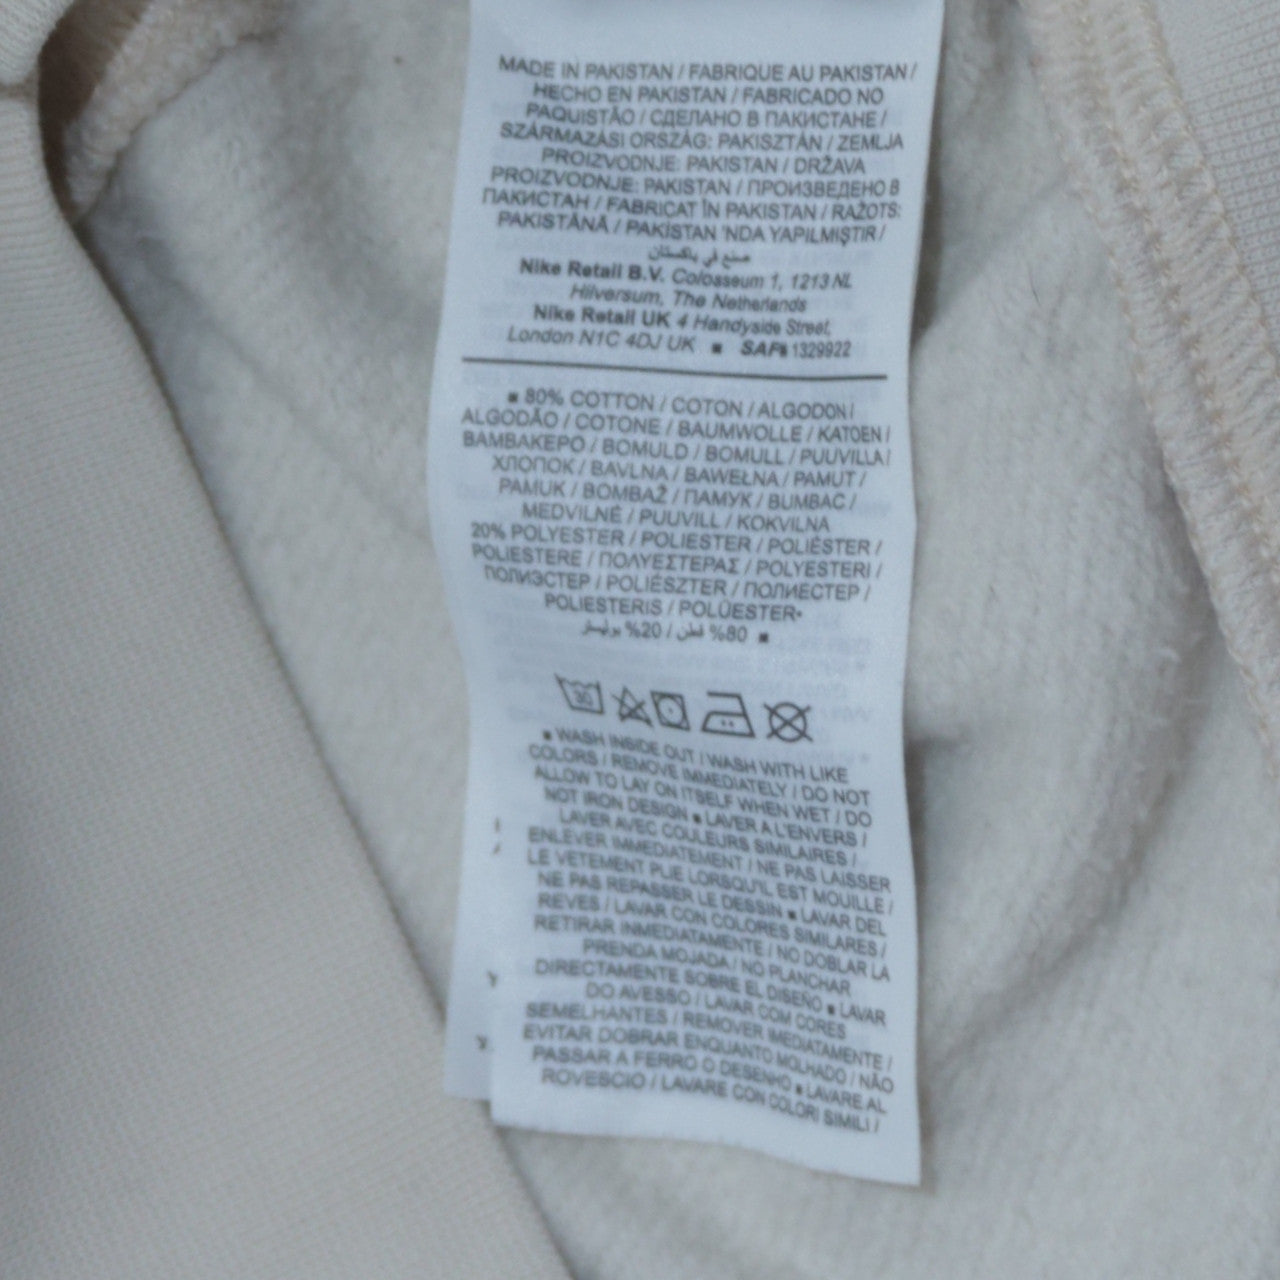 MADE IN PAKISTAN / FABRIQUE AU PAKISTAN /
HECHO EN PAKISTAN / FABRICADO NO
PAQUISTÃO / СДЕЛАНО В ПАКИСТАНЕ /
SZÁRMAZÁSI ORSZÁG: PAKISZTÁN / ZEMLJA
PROIZVODNJE: PAKISTAN / DRŽAVA
PROIZVODNJE: PAKISTAN / ПРОИЗВЕДЕНО В
ПАКИСТАН / FABRICAT ÎN PAKISTAN / RAŽOTS:
PAKISTĀNĀ / PAKİSTAN 'NDA YAPILMIŞTIR /
صنع في باكستان
Nike Retail B.V. Colosseum 1, 1213 NL
Hilversum, The Netherlands
Nike Retail UK 4 Handyside Street,
London N1C 4DJ UK ■ 1329922
■ 80% COTTON / COTON / ALGODON /
ALGODÃO / COTONE / BAUMWOLLE / KATOEN /
ΒΑΜΒΑΚΕΡΟ / BOMULD / BOMULL / PUUVILLA /
ХЛОПОК / BAVLNA / BAWEŁNA / PAMUT /
PAMUK / BOMBAŽ / ПАМУК / BUMBAC /
MEDVILNĖ / PUUVILL / KOKVILNA
20% POLYESTER / POLIESTER / POLIÉSTER /
POLIESTERE / ΠΟΛΥΕΣΤΕΡΑΣ / POLYESTERI /
ПОЛИЭСТЕР / POLIÉSZTER / ПОЛИЕСТЕР /
POLIESTERIS / POLÜESTER
80% قطن / 20% بوليستر ■
30
■ WASH INSIDE OUT / WASH WITH LIKE
COLORS / REMOVE IMMEDIATELY / DO NOT
ALLOW TO LAY ON ITSELF WHEN WET / DO
NOT IRON DESIGN ■ LAVER A L'ENVERS /
LAVER AVEC COULEURS SIMILAIRES /
ENLEVER IMMEDIATEMENT / NE PAS LAISSER
LE VETEMENT PLIE LORSQU'IL EST MOUILLE /
NE PAS REPASSER LE DESSIN ■ LAVAR DEL
REVES / LAVAR CON COLORES SIMILARES /
RETIRAR INMEDIATAMENTE / NO DOBLAR LA
PRENDA MOJADA / NO PLANCHAR
DIRECTAMENTE SOBRE EL DISEÑO ■ LAVAR
DO AVESSO / LAVAR COM CORES
SEMELHANTES / REMOVER IMEDIATAMENTE /
EVITAR DOBRAR ENQUANTO MOLHADO / NÃO
PASSAR A FERRO O DESENHO ■ LAVARE AL
ROVESCIO / LAVARE CON COLORI SIMILI /